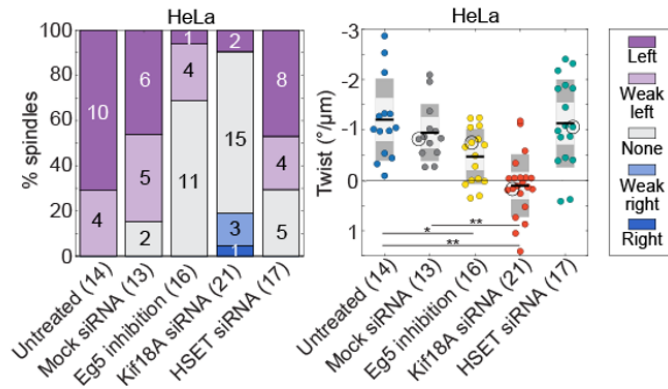 HeLa
100
80
60
40
20
0
% spindles
10
4
6
5
2
1
4
11
2
15
3
1
8
4
5
Untreated (14)
Mock siRNA (13)
Eg5 inhibition (16)
Kif18A siRNA (21)
HSET siRNA (17)
HeLa
-3
-2
-1
0
1
Twist (°/μm)
**
*
**
Untreated (14)
Mock siRNA (13)
Eg5 inhibition (16)
Kif18A siRNA (21)
HSET siRNA (17)
Left
Weak
left
None
Weak
right
Right